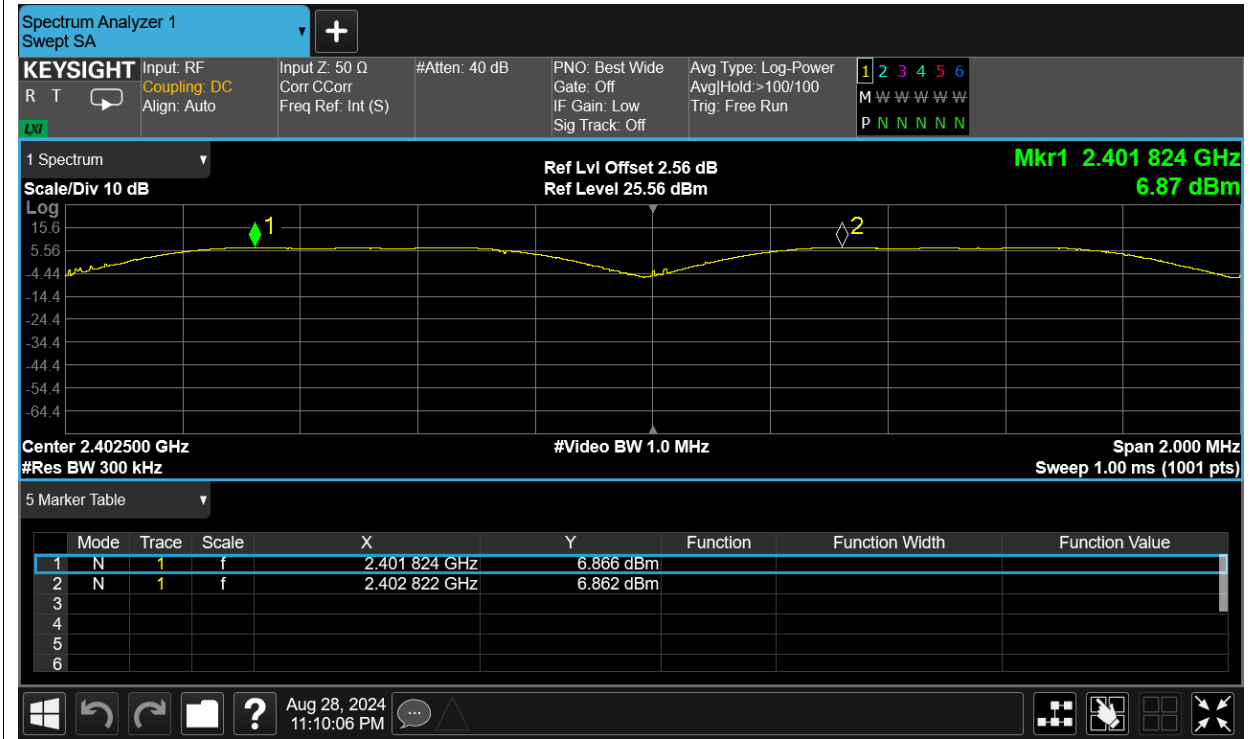 Spectrum Analyzer 1
Swept SA
KEYSIGHT
R T
LXI
Input: RF
Coupling: DC
Align: Auto
Input Z: 50 Ω
Corr CCorr
Freq Ref: Int (S)
#Atten: 40 dB
PNO: Best Wide
Gate: Off
IF Gain: Low
Sig Track: Off
Avg Type: Log-Power
Avg|Hold:>100/100
Trig: Free Run
1 2 3 4 5 6
M W W W W W
P N N N N N
1 Spectrum
Scale/Div 10 dB
Ref Lvl Offset 2.56 dB
Ref Level 25.56 dBm
Mkr1 2.401 824 GHz
6.87 dBm
Log
15.6
5.56
-4.44
-14.4
-24.4
-34.4
-44.4
-54.4
-64.4
1
2
Center 2.402500 GHz
#Video BW 1.0 MHz
Span 2.000 MHz
#Res BW 300 kHz
Sweep 1.00 ms (1001 pts)
5 Marker Table
Mode Trace Scale X Y Function Function Width Function Value
1 N 1 f 2.401 824 GHz 6.866 dBm
2 N 1 f 2.402 822 GHz 6.862 dBm
3
4
5
6
?
Aug 28, 2024
11:10:06 PM